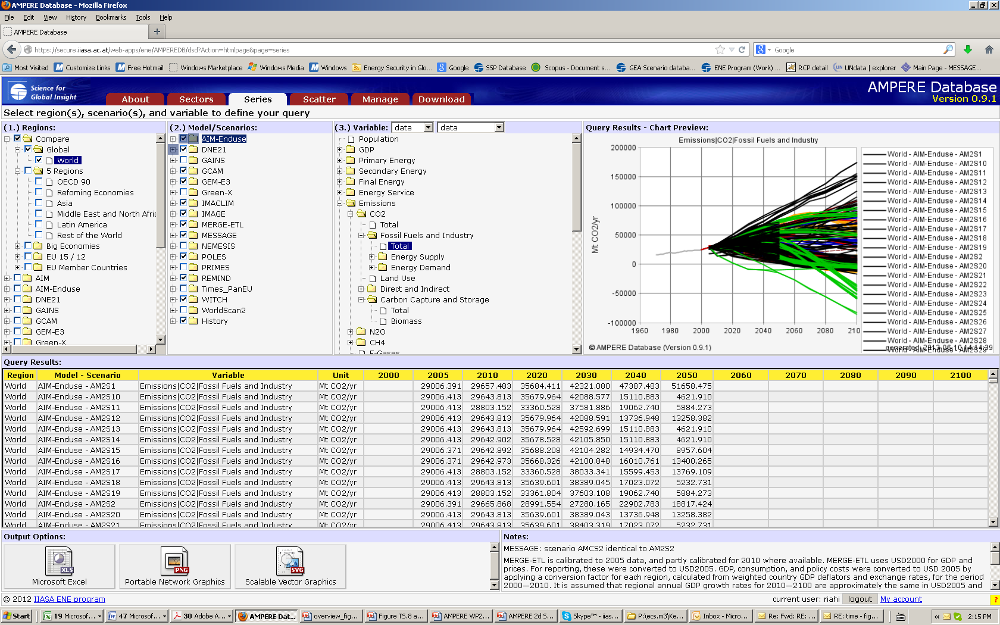 AMPERE Database - Mozilla Firefox
File Edit View History Bookmarks Tools Help
AMPERE Database
https://secure.iiasa.ac.at/web-apps/ene/AMPEREDB/dsd?Action=htmlpage&page=series
Google
Most Visited Customize Links Free Hotmail Windows Marketplace Windows Media Windows Energy Security in Glo... Google SSP Database Scopus - Document s... GEA Scenario databa... ENE Program (Work) ... RCP detail UNdata | explorer Main Page - MESSAGE...
Science for
Global Insight
About Sectors Series Scatter Manage Download
AMPERE Database
Version 0.9.1
Select region(s), scenario(s), and variable to define your query
(1.) Regions:
Compare
Global
World
5 Regions
OECD 90
Refoming Economies
Asia
Middle East and North Afri
Latin America
Rest of the World
Big Economies
EU 15 / 12
EU Member Countries
AIM
AIM-Enduse
DNE21
GAINS
GCAM
GEM-E3
Green-X
(2.) Model/Scenarios:
AIM-Enduse
DNE21
GAINS
GCAM
GEM-E3
Green-X
IMACLIM
IMAGE
MERGE-ETL
MESSAGE
NEMESIS
POLES
PRIMES
REMIND
Times_PanEU
WITCH
WorldScan2
History
(3.) Variable: data data
Population
GDP
Primary Energy
Secondary Energy
Final Energy
Energy Service
Emissions
CO2
Total
Fossil Fuels and Industry
Total
Energy Supply
Energy Demand
Land Use
Direct and Indirect
Carbon Capture and Storage
Total
Biomass
N2O
CH4
F-Gases
Query Results - Chart Preview:
Emissions|CO2|Fossil Fuels and Industry
Mt CO2/yr
200000
150000
100000
50000
0
-50000
-100000
1960 1980 2000 2020 2040 2060 2080 210
World - AIM-Enduse - AM2S1
World - AIM-Enduse - AM2S10
World - AIM-Enduse - AM2S11
World - AIM-Enduse - AM2S12
World - AIM-Enduse - AM2S13
World - AIM-Enduse - AM2S14
World - AIM-Enduse - AM2S15
World - AIM-Enduse - AM2S16
World - AIM-Enduse - AM2S17
World - AIM-Enduse - AM2S18
World - AIM-Enduse - AM2S19
World - AIM-Enduse - AM2S2
World - AIM-Enduse - AM2S20
World - AIM-Enduse - AM2S21
World - AIM-Enduse - AM2S22
World - AIM-Enduse - AM2S23
World - AIM-Enduse - AM2S24
World - AIM-Enduse - AM2S25
World - AIM-Enduse - AM2S26
World - AIM-Enduse - AM2S27
World - AIM-Enduse - AM2S28
World - AIM-Enduse - AM2S29
© AMPERE Database (Version 0.9.1)
generated: 2013-06-10 14:14:39
Query Results:
Region Model - Scenario Variable Unit 2000 2005 2010 2020 2030 2040 2050 2060 2070 2080 2090 2100
World AIM-Enduse - AM2S1 Emissions|CO2|Fossil Fuels and Industry Mt CO2/yr 29006.391 29657.483 35684.411 42321.080 47387.483 51658.475
World AIM-Enduse - AM2S10 Emissions|CO2|Fossil Fuels and Industry Mt CO2/yr 29006.413 29643.813 35679.964 42088.577 15110.883 4621.910
World AIM-Enduse - AM2S11 Emissions|CO2|Fossil Fuels and Industry Mt CO2/yr 29006.413 28803.152 33360.528 37581.886 19062.740 5884.273
World AIM-Enduse - AM2S12 Emissions|CO2|Fossil Fuels and Industry Mt CO2/yr 29006.413 29643.813 35679.964 42088.591 13736.948 13258.382
World AIM-Enduse - AM2S13 Emissions|CO2|Fossil Fuels and Industry Mt CO2/yr 29006.413 29643.813 35679.964 42592.699 15110.883 4621.910
World AIM-Enduse - AM2S14 Emissions|CO2|Fossil Fuels and Industry Mt CO2/yr 29006.413 29642.902 35678.528 42105.850 15110.883 4621.910
World AIM-Enduse - AM2S15 Emissions|CO2|Fossil Fuels and Industry Mt CO2/yr 29006.371 29642.892 35688.208 42104.282 14934.470 8957.604
World AIM-Enduse - AM2S16 Emissions|CO2|Fossil Fuels and Industry Mt CO2/yr 29006.371 29642.973 35668.326 42100.848 16010.761 13400.265
World AIM-Enduse - AM2S17 Emissions|CO2|Fossil Fuels and Industry Mt CO2/yr 29006.413 28803.152 33360.528 38033.341 15599.453 13769.109
World AIM-Enduse - AM2S18 Emissions|CO2|Fossil Fuels and Industry Mt CO2/yr 29006.413 29643.813 35639.601 38389.045 17023.072 5232.731
World AIM-Enduse - AM2S19 Emissions|CO2|Fossil Fuels and Industry Mt CO2/yr 29006.413 28803.152 33361.804 37603.108 19062.740 5884.273
World AIM-Enduse - AM2S2 Emissions|CO2|Fossil Fuels and Industry Mt CO2/yr 29006.391 29665.868 28991.554 27280.165 22902.783 18817.424
World AIM-Enduse - AM2S20 Emissions|CO2|Fossil Fuels and Industry Mt CO2/yr 29006.413 29643.813 35639.601 38389.043 13736.948 13258.382
World AIM-Enduse - AM2S21 Emissions|CO2|Fossil Fuels and Industry Mt CO2/yr 29006.413 29643.813 35639.601 38403.319 17023.072 5232.731
Output Options:
XLS
Microsoft Excel
PNG
Portable Network Graphics
SVG
Scalable Vector Graphics
Notes:
MESSAGE: scenario AMCS2 identical to AM2S2
MERGE-ETL is calibrated to 2005 data, and partly calibrated for 2010 where available. MERGE-ETL uses USD2000 for GDP and
prices. For reporting, these were converted to USD2005. GDP, consumption, and policy costs were converted to USD 2005 by
applying a conversion factor for each region, calculated from weighted country GDP deflators and exchange rates, for the period
2000—2010. It is assumed that regional annual GDP growth rates for 2010—2100 are approximately the same in USD2005 and
© 2012 IIASA ENE program
current user: riahi logout My account ?
Start 19 Microsof... 47 Microsof... 30 Adobe A... AMPERE Dat... overview_fig... Figure TS.8 a... AMPERE WP2... AMPERE 2d S... Skype™ - iias... P:\ecs.m3\Ke... Inbox - Micro... Re: Fwd: RE: ... RE: time - fig... « 2:15 PM